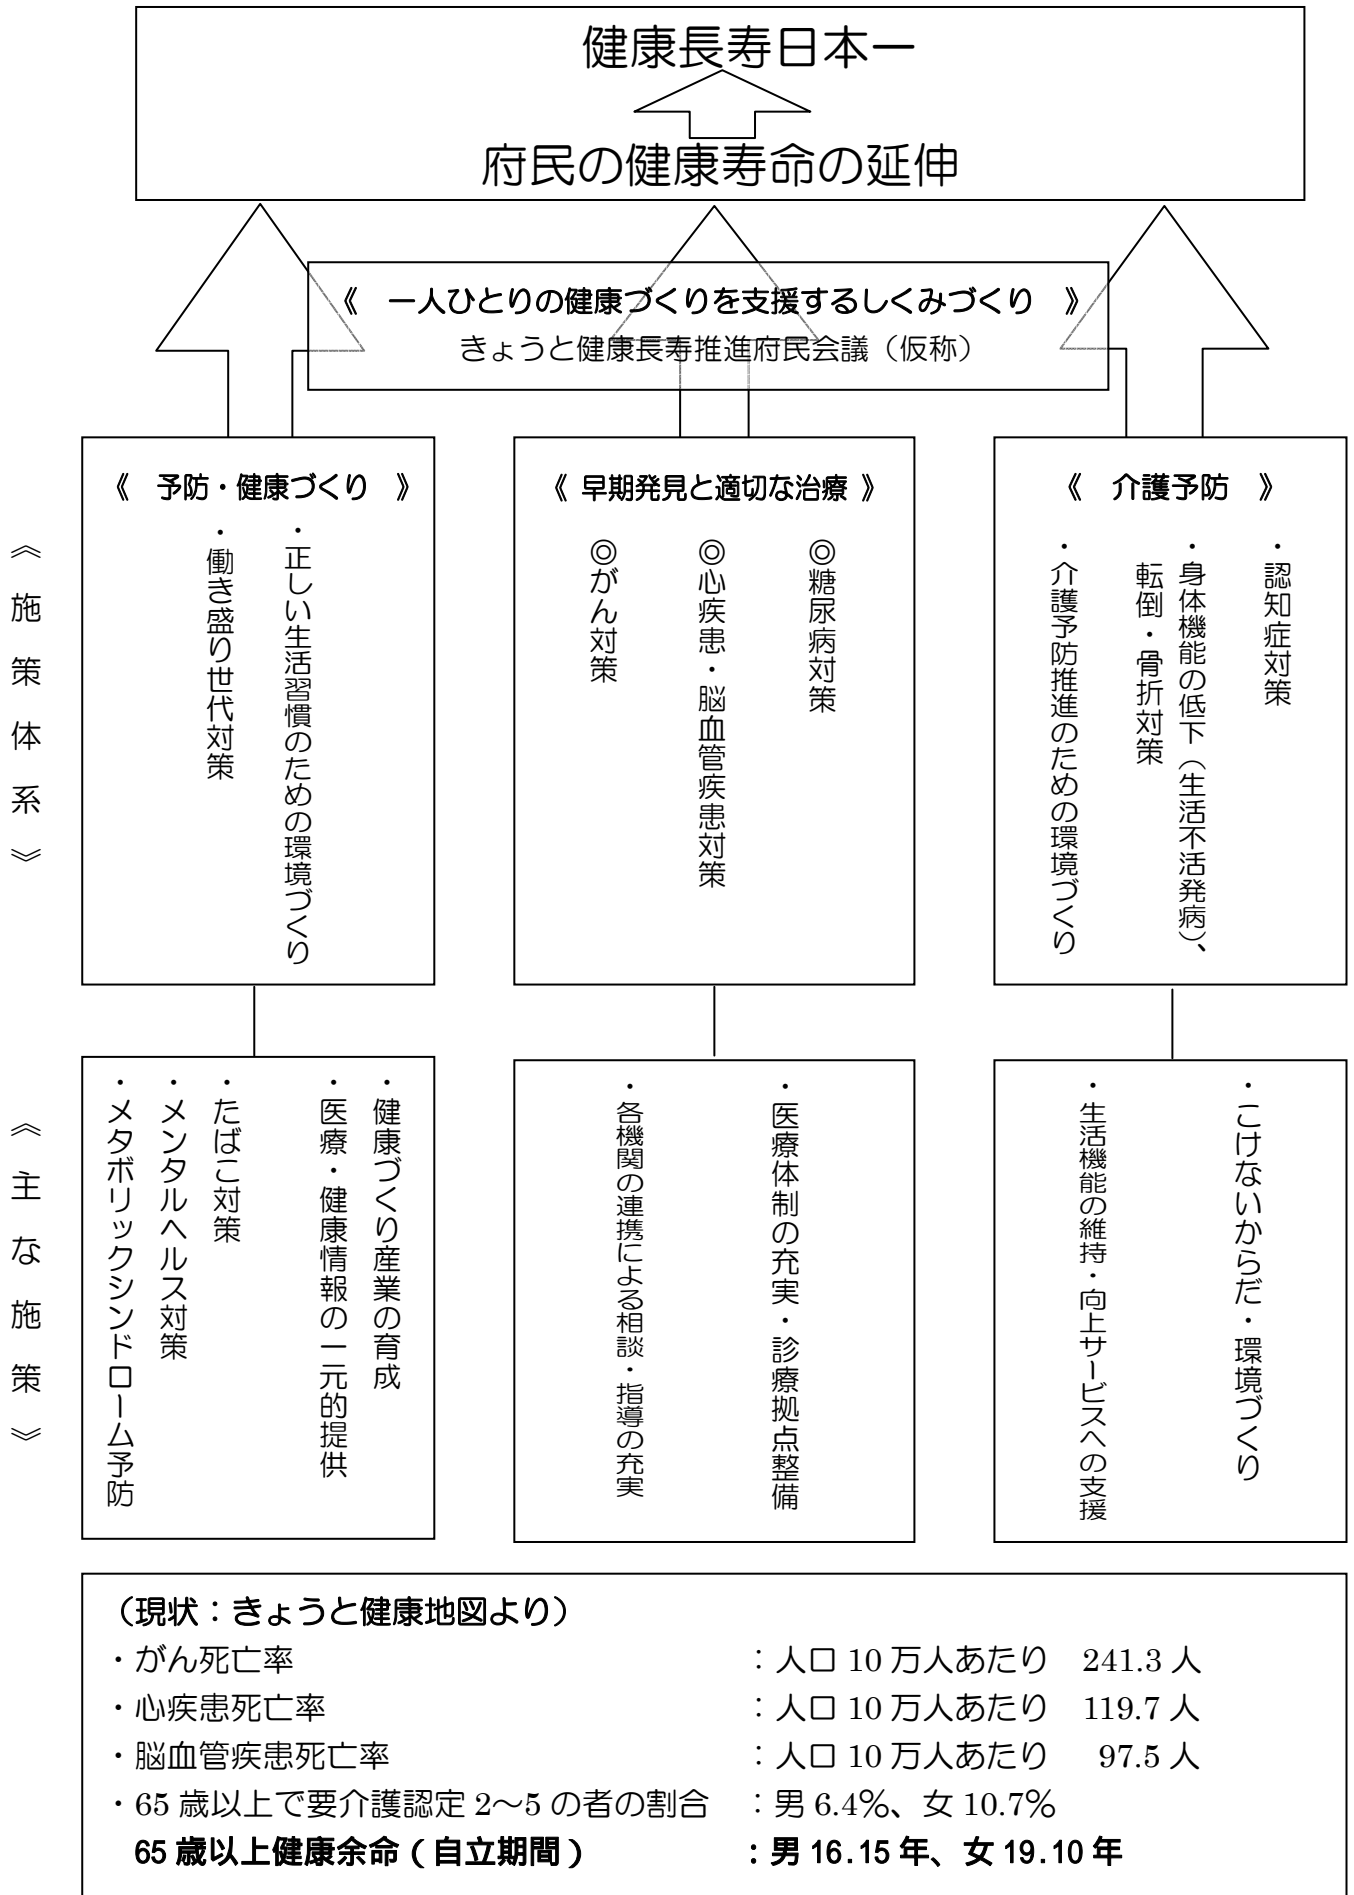 健康長寿日本一
府民の健康寿命の延伸
《　一人ひとりの健康づくりを支援するしくみづくり　》
きょうと健康長寿推進府民会議（仮称）
《施策体系》
《　予防・健康づくり　》
・正しい生活習慣のための環境づくり
・働き盛り世代対策
《 早期発見と適切な治療 》
◎糖尿病対策
◎心疾患・脳血管疾患対策
◎がん対策
《　介護予防　》
・認知症対策
・身体機能の低下（生活不活発病）、
転倒・骨折対策
・介護予防推進のための環境づくり
《主な施策》
・健康づくり産業の育成
・医療・健康情報の一元的提供
・たばこ対策
・メンタルヘルス対策
・メタボリックシンドローム予防
・医療体制の充実・診療拠点整備
・各機関の連携による相談・指導の充実
・こけないからだ・環境づくり
・生活機能の維持・向上サービスへの支援
（現状：きょうと健康地図より）
・がん死亡率　：人口 10 万人あたり　241.3 人
・心疾患死亡率　：人口 10 万人あたり　119.7 人
・脳血管疾患死亡率　：人口 10 万人あたり　97.5 人
・65 歳以上で要介護認定 2～5 の者の割合　：男 6.4％、女 10.7％
65 歳以上健康余命（自立期間）　：男 16.15 年、女 19.10 年